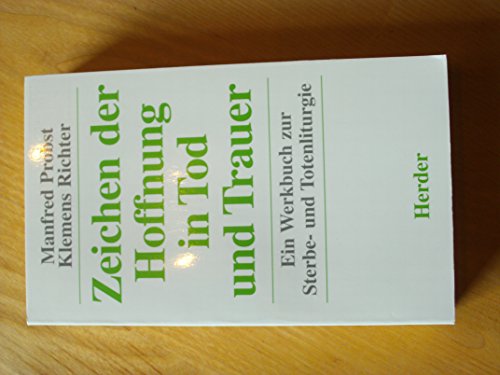 Manfred Probst
Klemens Richter
Zeichen der
Hoffnung
in Tod
und Trauer
Ein Werkbuch zur
Sterbe- und Totenliturgie
Herder